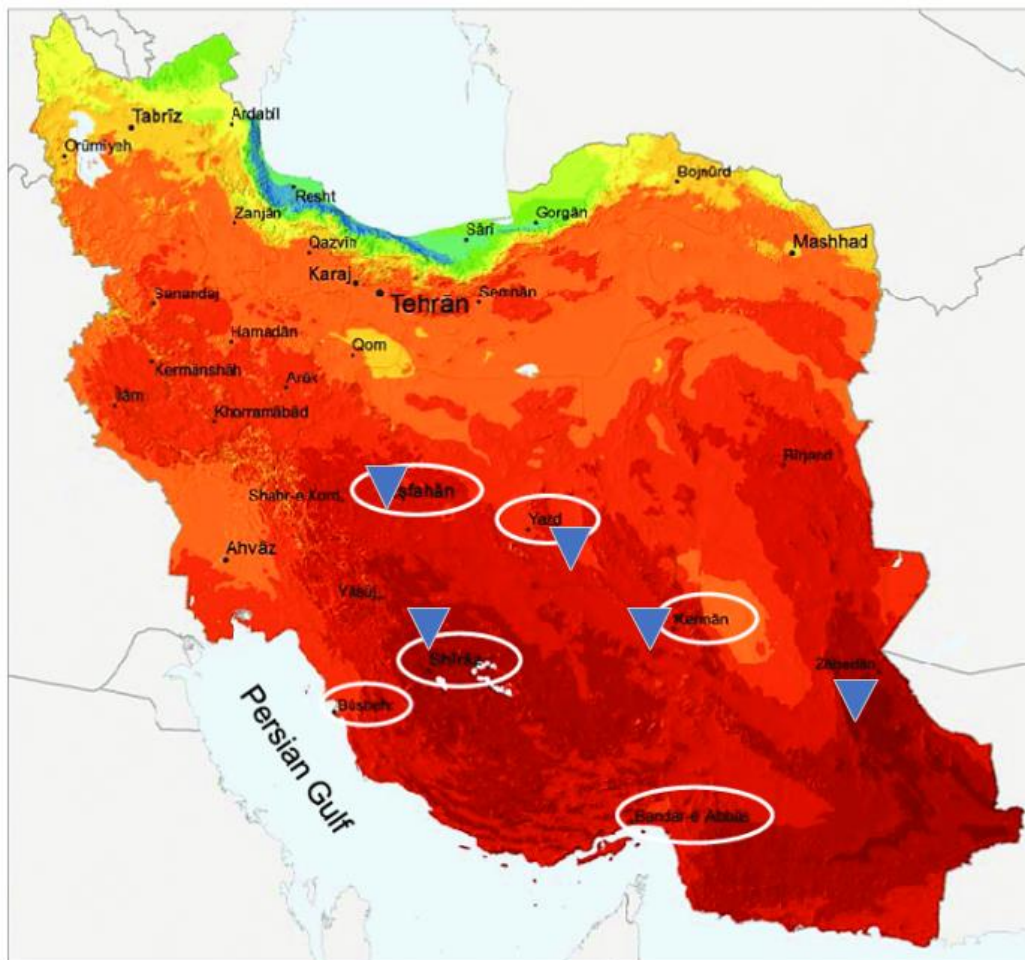 Tabrīz
Ardabīl
Orūmīyeh
Bojnūrd
Resht
Zanjān
Gorgān
Sārī
Qazvīn
Mashhad
Karaj
Tehrān
Semnān
Sanandaj
Hamadān
Qom
Kermānshāh
Arāk
Īlām
Khorramābād
Bīrjand
Shahr-e Kord
şfahān
Yazd
Ahvāz
Yāsūj
Kermān
Shīrāz
Zāhedān
Būshehr
Persian Gulf
Bandar-e Abbās